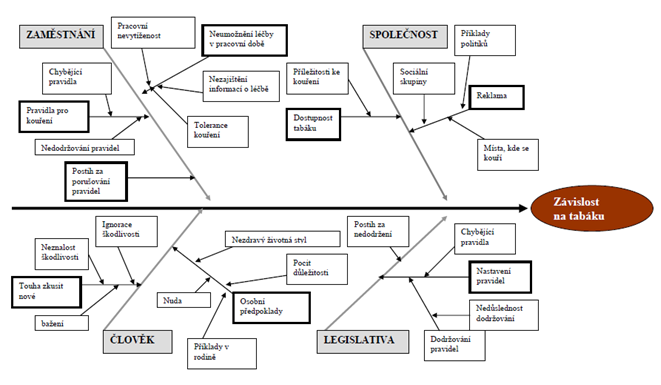 ZAMĚSTNÁNÍ
Pracovní
nevytíženost
Neumožnění léčby
v pracovní době
Chybějící
pravidla
Nezajištění
informací o léčbě
Pravidla pro
kouření
Tolerance
kouření
Nedodržování pravidel
Postih za
porušování
pravidel
SPOLEČNOST
Příklady
politiků
Příležitosti ke
kouření
Sociální
skupiny
Reklama
Dostupnost
tabáku
Místa, kde se
kouří
Závislost
na tabáku
Ignorace
škodlivosti
Neznalost
škodlivosti
Nezdravý životná styl
Touha zkusit
nové
Pocit
důležitosti
Nuda
Osobní
předpoklady
bažení
Příklady v
rodině
ČLOVĚK
Postih za
nedodržení
Chybějící
pravidla
Nastavení
pravidel
Nedůslednost
dodržování
Dodržování
pravidel
LEGISLATIVA